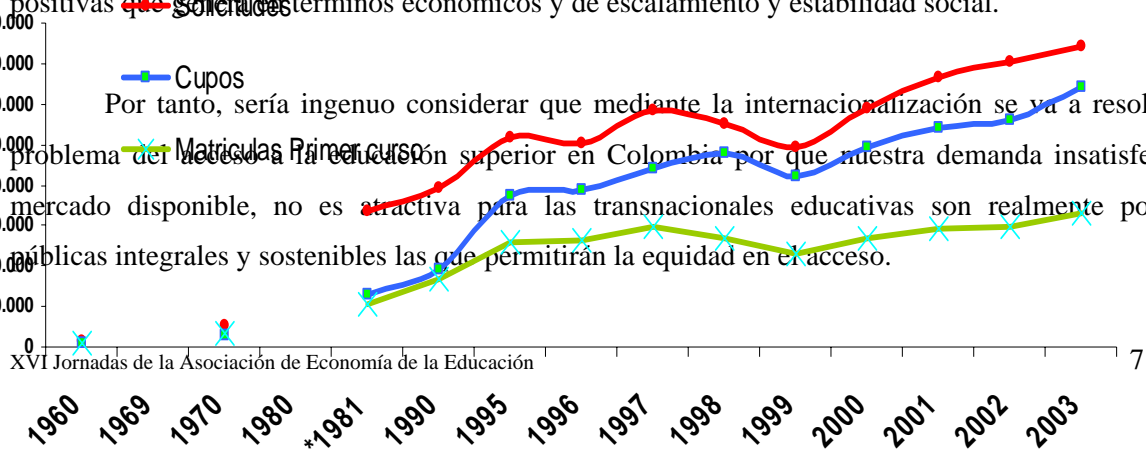 positivas que genera en términos económicos y de escalamiento y estabilidad social.
Solicitudes
Cupos
Por tanto, sería ingenuo considerar que mediante la internacionalización se va a resol
problema del acceso a la educación superior en Colombia por que nuestra demanda insatisfe
Matriculas Primer curso
mercado disponible, no es atractiva para las transnacionales educativas son realmente po
públicas integrales y sostenibles las que permitirán la equidad en el acceso.
0
XVI Jornadas de la Asociación de Economía de la Educación
7
1960 1969 1970 1980 *1981 1990 1995 1996 1997 1998 1999 2000 2001 2002 2003